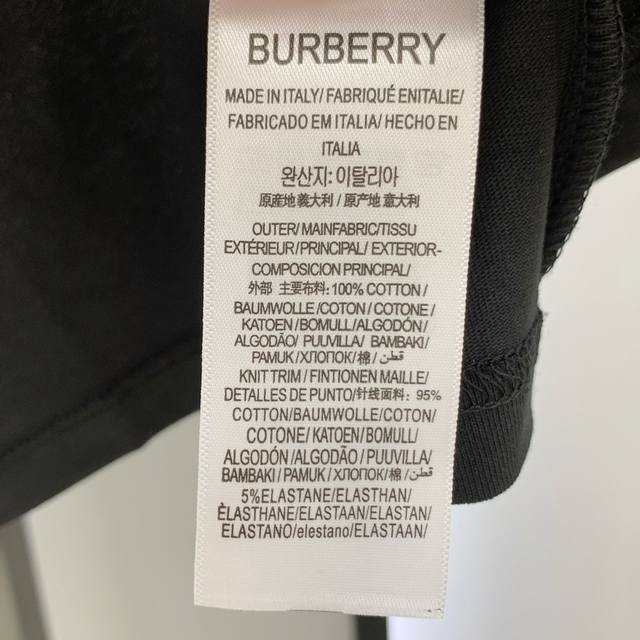 BURBERRY
MADE IN ITALY/ FABRIQUÉ ENITALIE/
FABRICADO EM ITALIA/ HECHO EN
ITALIA
완산지: 이탈리아
原産地義大利 / 原产地 意大利
OUTER/ MAINFABRIC/TISSU
EXTÉRIEUR/PRINCIPAL/ EXTERIOR-
COMPOSICION PRINCIPAL/
外部 主要布料: 100% COTTON /
BAUMWOLLE /COTON / COTONE /
KATOEN / BOMULL/ ALGODÓN/
ALGODÃO/ PUUVILLA/ BAMBAKI/
PAMUK / ХЛОПОК/ 棉/ قطن /
KNIT TRIM / FINTIONEN MAILLE/
DETALLES DE PUNTO/针线面料: 95%
COTTON/BAUMWOLLE/COTON/
COTONE/ KATOEN/BOMULL/
ALGODÓN/ ALGODÃO / PUUVILLA/
BAMBAKI / PAMUK / ХЛОПОК/ 棉 / قطن/
5%ELASTANE/ELASTHAN/
ÈLASTHANE/ELASTAAN/ELASTAN/
ELASTANO/elestano/ELASTAAN/